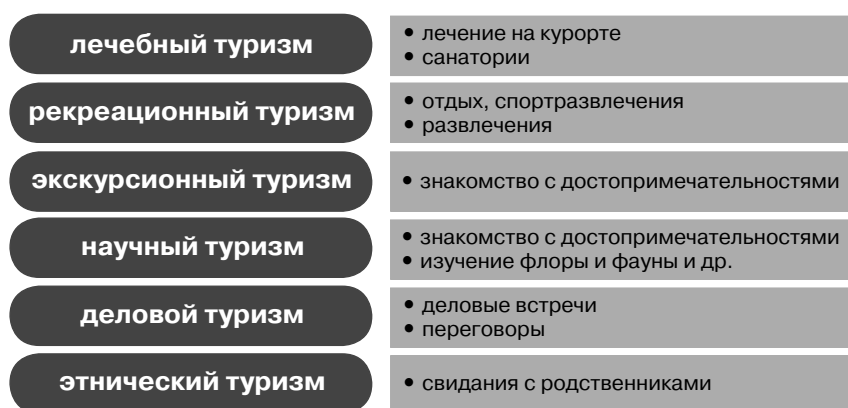 лечебный туризм
• лечение на курорте
• санатории
рекреационный туризм
• отдых, спортразвлечения
• развлечения
экскурсионный туризм
• знакомство с достопримечательностями
научный туризм
• знакомство с достопримечательностями
• изучение флоры и фауны и др.
деловой туризм
• деловые встречи
• переговоры
этнический туризм
• свидания с родственниками